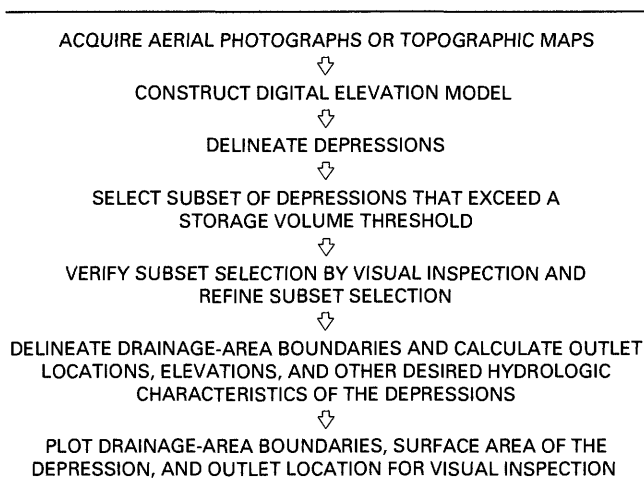 ACQUIRE AERIAL PHOTOGRAPHS OR TOPOGRAPHIC MAPS
CONSTRUCT DIGITAL ELEVATION MODEL
DELINEATE DEPRESSIONS
SELECT SUBSET OF DEPRESSIONS THAT EXCEED A
STORAGE VOLUME THRESHOLD
VERIFY SUBSET SELECTION BY VISUAL INSPECTION AND
REFINE SUBSET SELECTION
DELINEATE DRAINAGE-AREA BOUNDARIES AND CALCULATE OUTLET
LOCATIONS, ELEVATIONS, AND OTHER DESIRED HYDROLOGIC
CHARACTERISTICS OF THE DEPRESSIONS
PLOT DRAINAGE-AREA BOUNDARIES, SURFACE AREA OF THE
DEPRESSION, AND OUTLET LOCATION FOR VISUAL INSPECTION